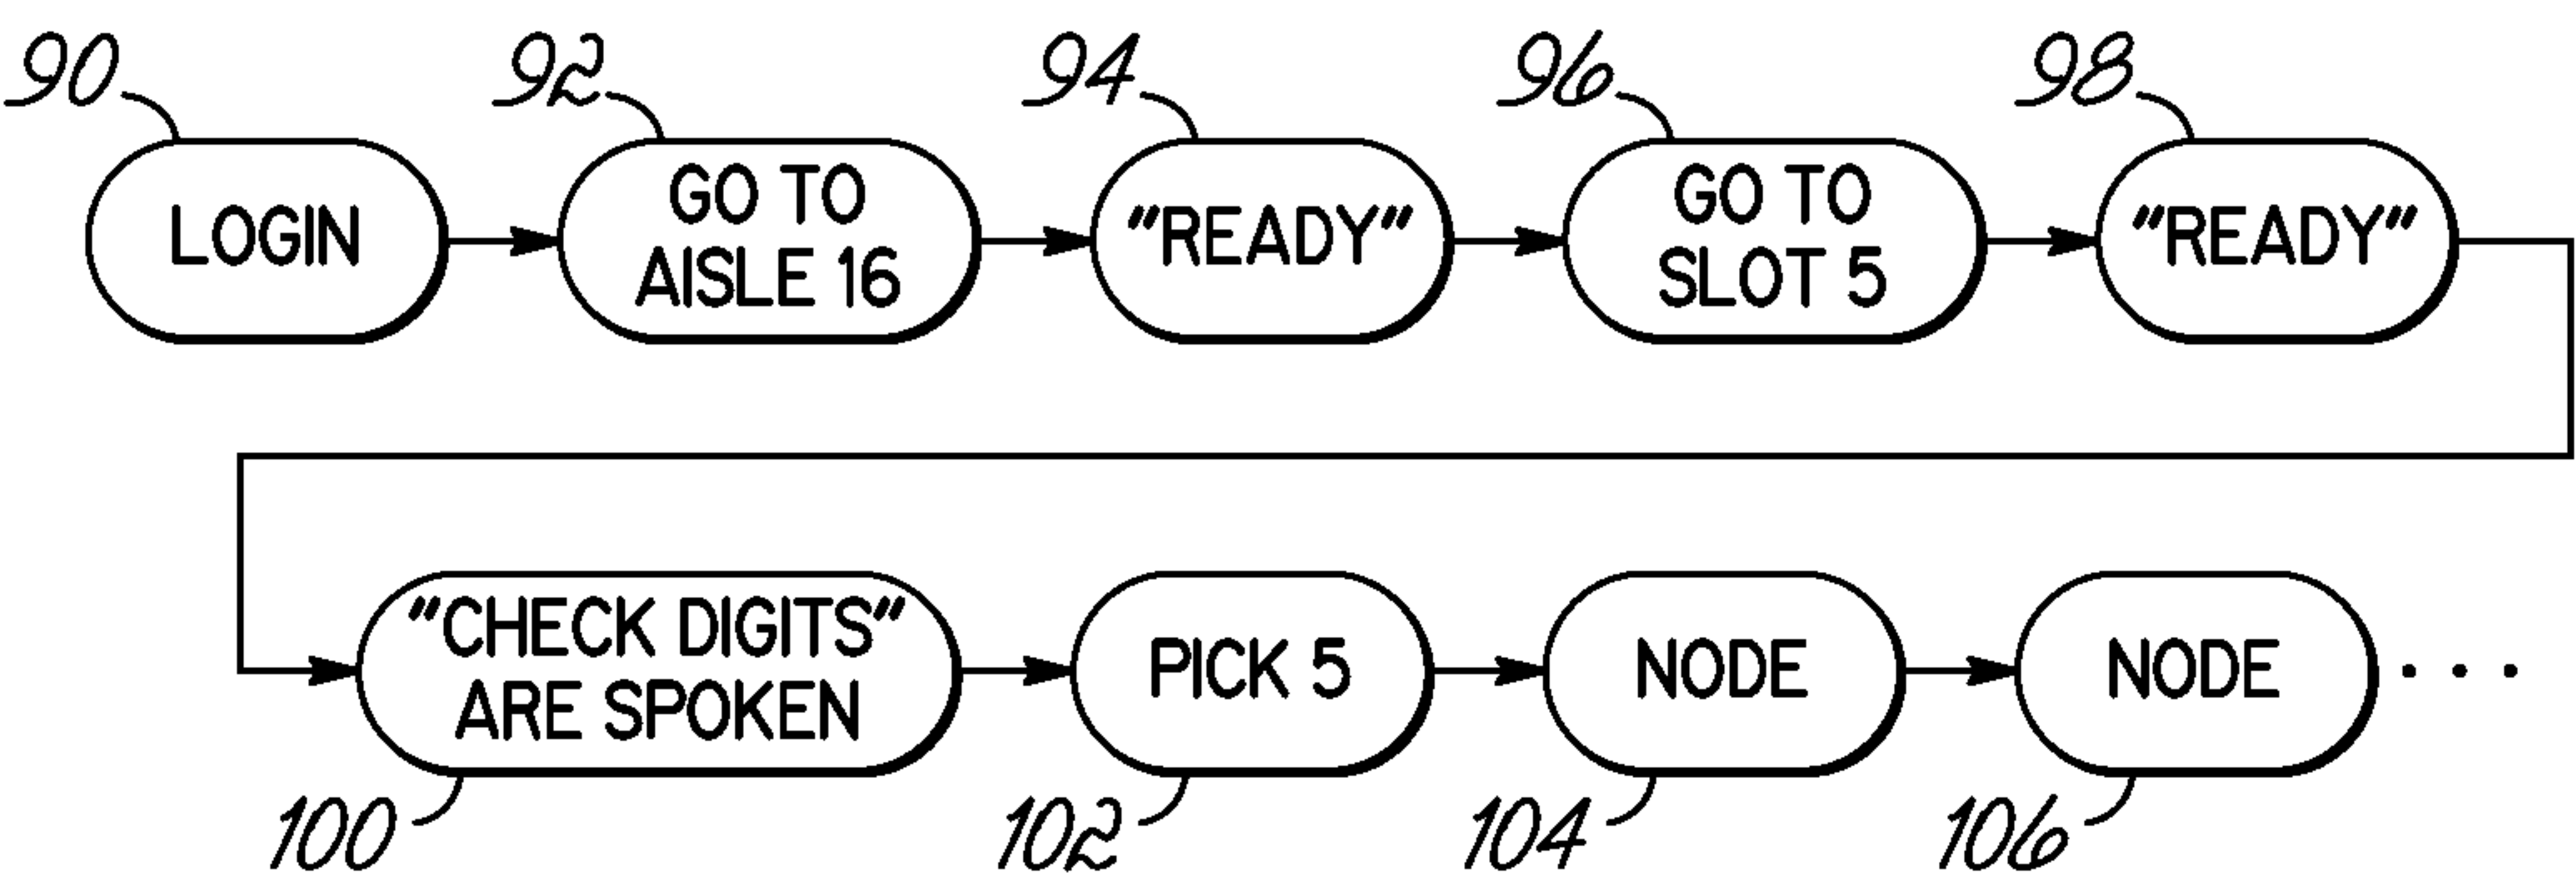 90 92 94 96 98
LOGIN
GO TO
AISLE 16
"READY"
GO TO
SLOT 5
"READY"
"CHECK DIGITS"
ARE SPOKEN
PICK 5
NODE
NODE
. . .
100 102 104 106